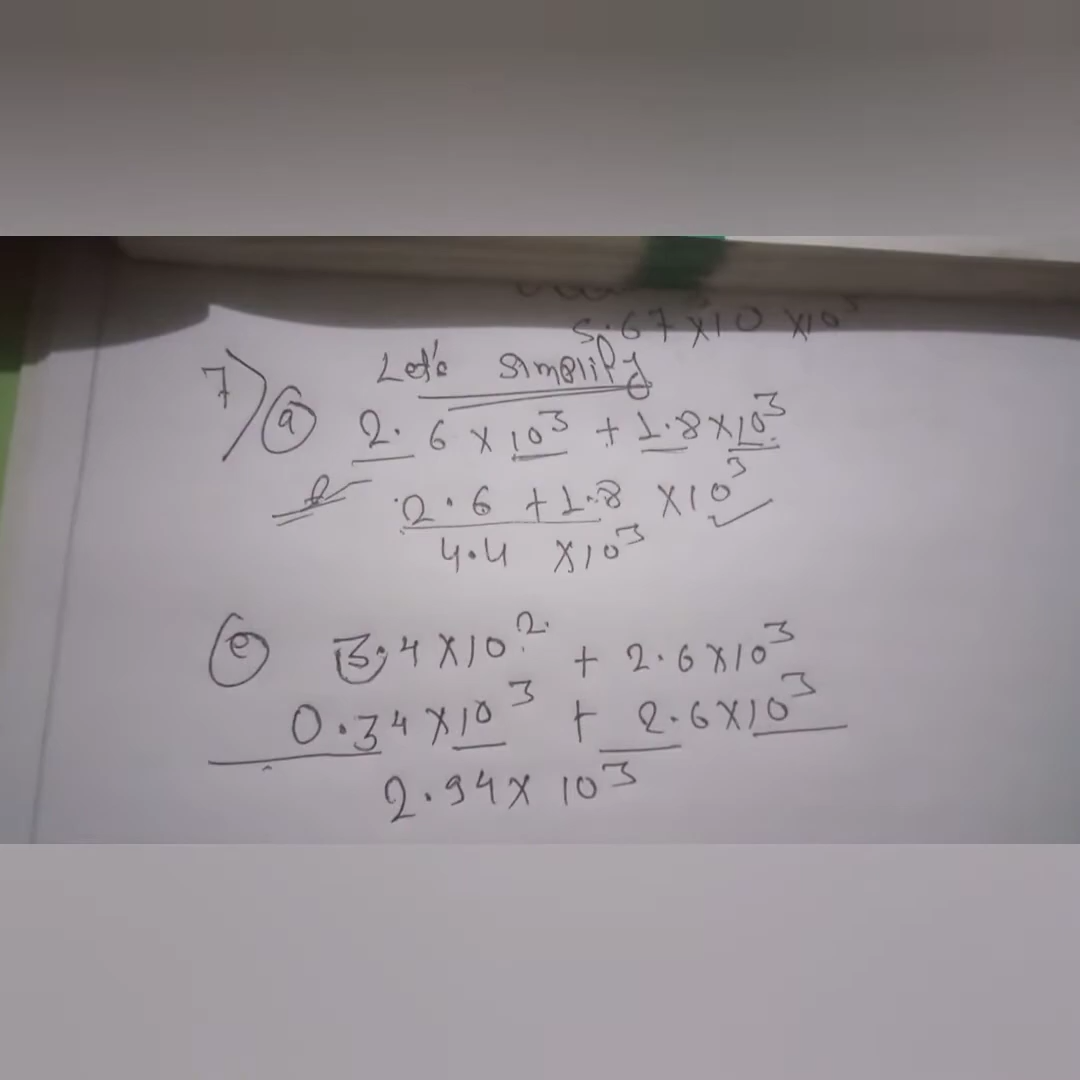 5.67 x 10 x 10
Let's simplify
7) a 2.6 x 10³ + 1.8 x 10³
2.6 + 1.8 x 10³
4.4 x 10³
e 3.4 x 10² + 2.6 x 10³
0.34 x 10³ + 2.6 x 10³
2.94 x 10³